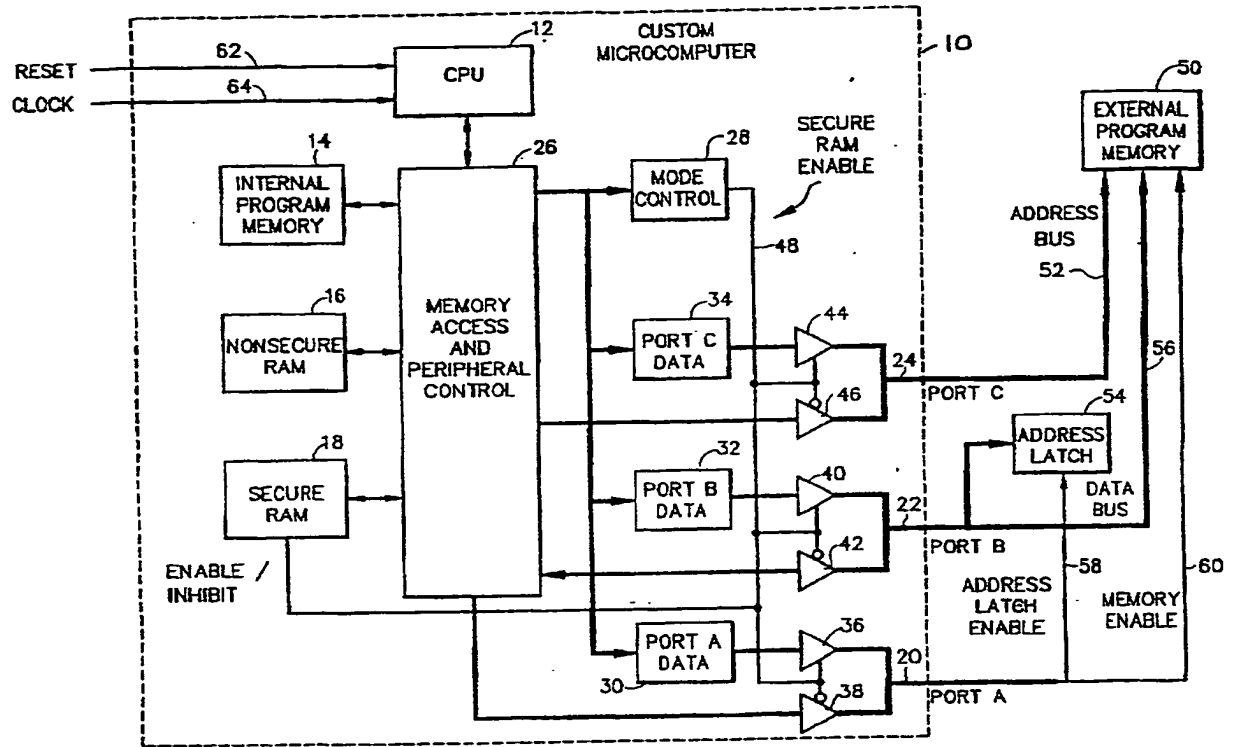 CUSTOM
MICROCOMPUTER
10
RESET
62
12
CPU
CLOCK
64
50
EXTERNAL
PROGRAM
MEMORY
14
INTERNAL
PROGRAM
MEMORY
26
28
MODE
CONTROL
SECURE
RAM
ENABLE
48
ADDRESS
BUS
52
16
NONSECURE
RAM
MEMORY
ACCESS
AND
PERIPHERAL
CONTROL
34
PORT C
DATA
44
46
24
PORT C
56
54
ADDRESS
LATCH
18
SECURE
RAM
32
PORT B
DATA
40
42
22
PORT B
DATA
BUS
ENABLE /
INHIBIT
58
60
ADDRESS
LATCH
ENABLE
MEMORY
ENABLE
PORT A
DATA
30
36
38
20
PORT A